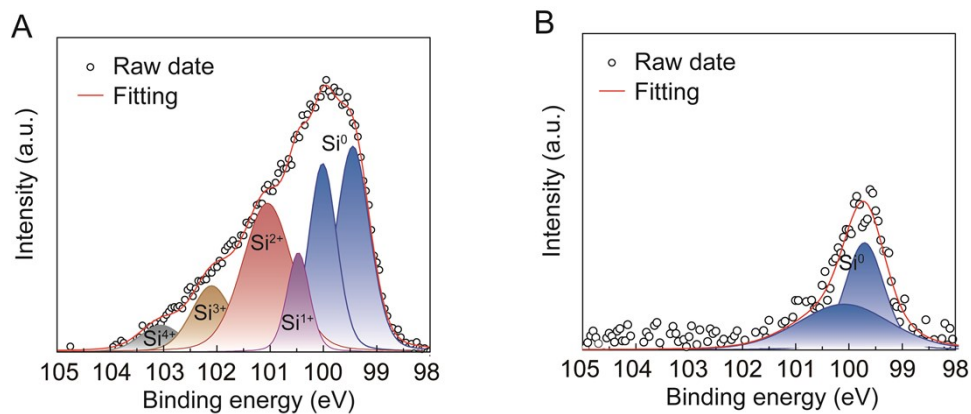 A
Raw date
Fitting
Si⁰
Si²⁺
Si³⁺
Si¹⁺
Si⁴⁺
Intensity (a.u.)
105 104 103 102 101 100 99 98
Binding energy (eV)
B
Raw date
Fitting
Si⁰
Intensity (a.u.)
105 104 103 102 101 100 99 98
Binding energy (eV)